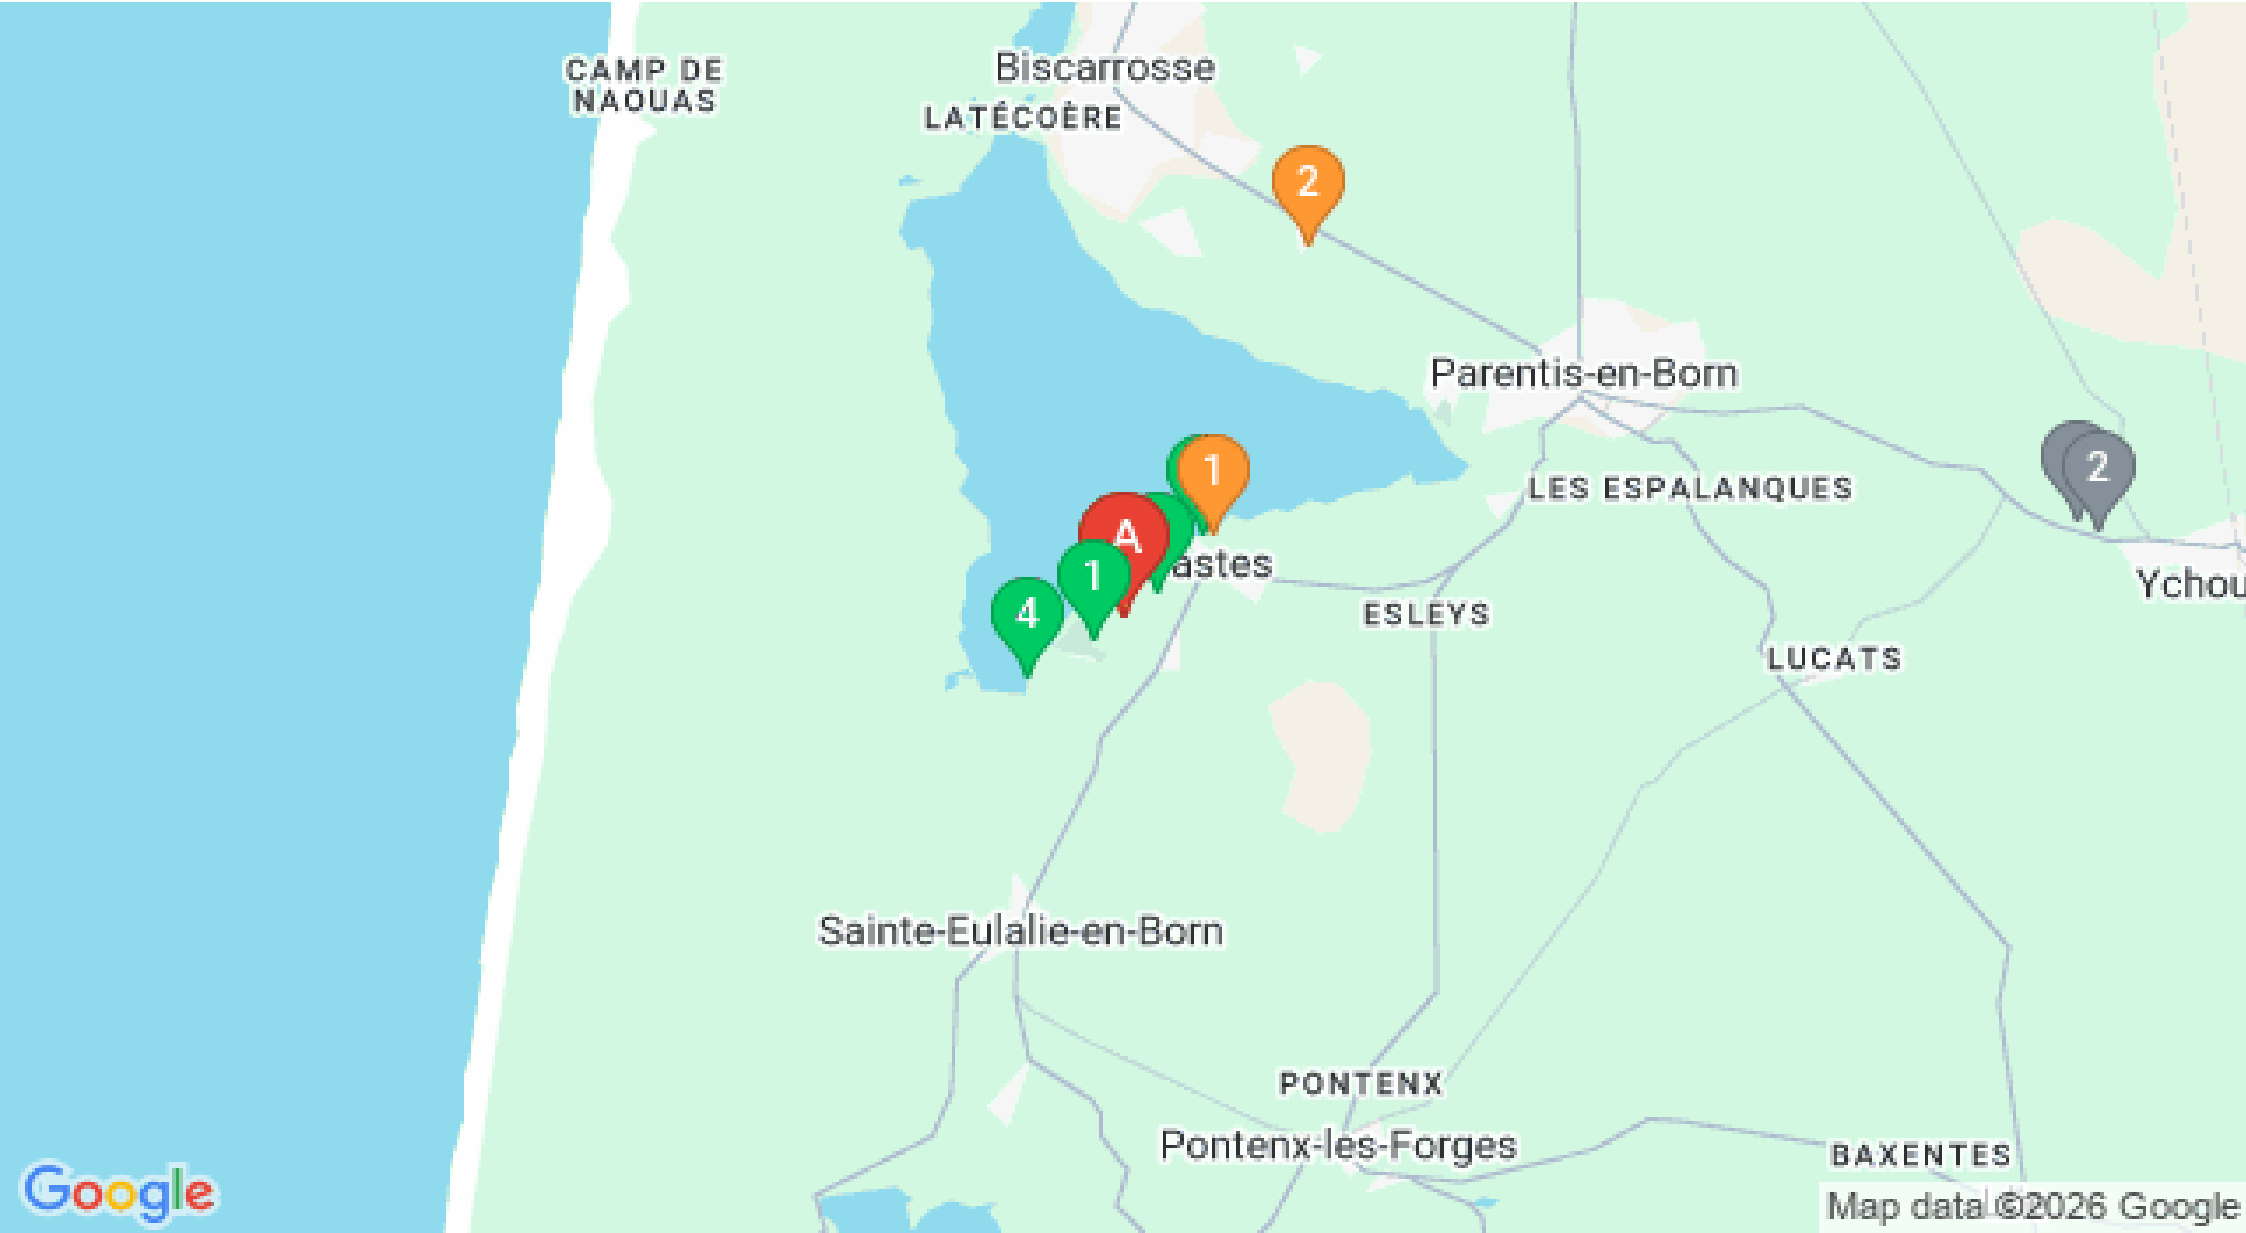 CAMP DE
NAOUAS
Biscarrosse
LATÉCOÈRE
2
Parentis-en-Born
1
2
LES ESPALANQUES
A
astes
1
Ychou
4
ESLEYS
LUCATS
Sainte-Eulalie-en-Born
PONTENX
Pontenx-les-Forges
BAXENTES
Google
Map data ©2026 Google